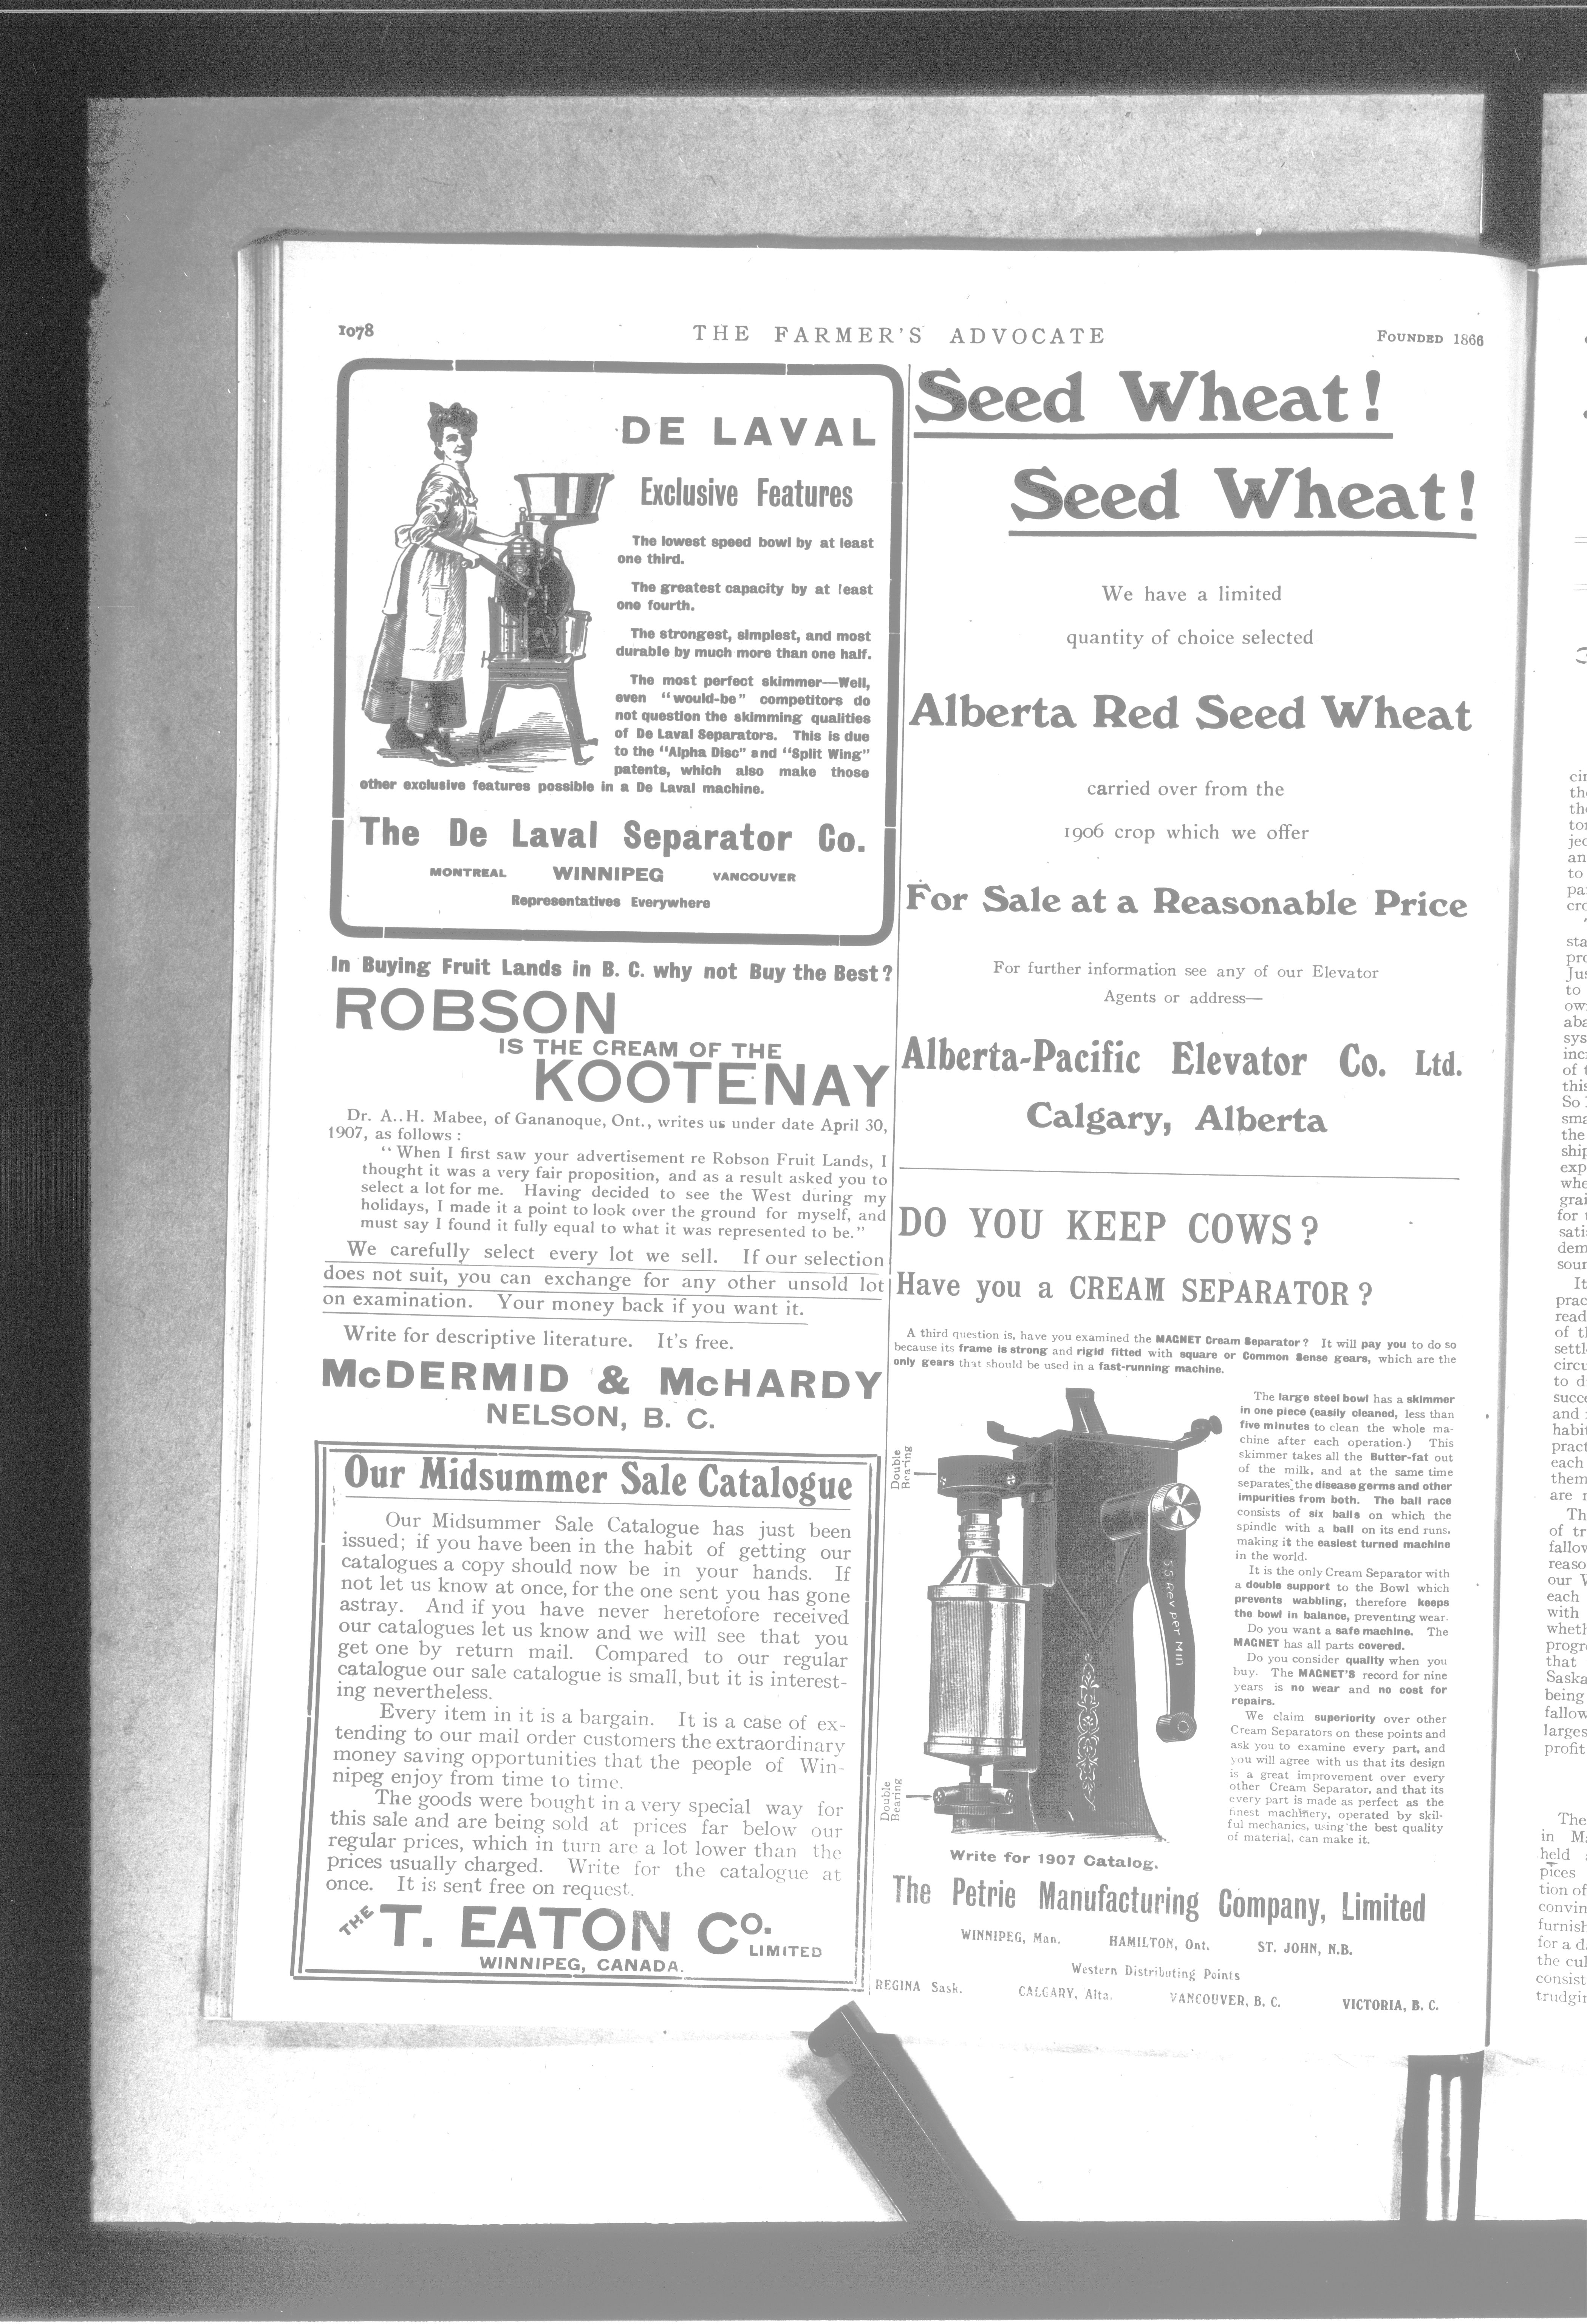 1078
THE FARMER'S ADVOCATE
FOUNDED 1866
DE LAVAL
Exclusive Features
The lowest speed bowl by at least
one third.
The greatest capacity by at least
one fourth.
The strongest, simplest, and most
durable by much more than one half.
The most perfect skimmer—Well,
even "would-be" competitors do
not question the skimming qualities
of De Laval Separators. This is due
to the "Alpha Disc" and "Split Wing"
patents, which also make those
other exclusive features possible in a De Laval machine.
The De Laval Separator Co.
MONTREAL WINNIPEG VANCOUVER
Representatives Everywhere
In Buying Fruit Lands in B. C. why not Buy the Best?
ROBSON
IS THE CREAM OF THE
KOOTENAY
Dr. A..H. Mabee, of Gananoque, Ont., writes us under date April 30,
1907, as follows :
"When I first saw your advertisement re Robson Fruit Lands, I
thought it was a very fair proposition, and as a result asked you to
select a lot for me. Having decided to see the West during my
holidays, I made it a point to look over the ground for myself, and
must say I found it fully equal to what it was represented to be."
We carefully select every lot we sell. If our selection
does not suit, you can exchange for any other unsold lot
on examination. Your money back if you want it.
Write for descriptive literature. It's free.
McDERMID & McHARDY
NELSON, B. C.
Our Midsummer Sale Catalogue
Our Midsummer Sale Catalogue has just been
issued; if you have been in the habit of getting our
catalogues a copy should now be in your hands. If
not let us know at once, for the one sent you has gone
astray. And if you have never heretofore received
our catalogues let us know and we will see that you
get one by return mail. Compared to our regular
catalogue our sale catalogue is small, but it is interest-
ing nevertheless.
Every item in it is a bargain. It is a case of ex-
tending to our mail order customers the extraordinary
money saving opportunities that the people of Win-
nipeg enjoy from time to time.
The goods were bought in a very special way for
this sale and are being sold at prices far below our
regular prices, which in turn are a lot lower than the
prices usually charged. Write for the catalogue at
once. It is sent free on request.
THE T. EATON CO. LIMITED
WINNIPEG, CANADA.
Seed Wheat!
Seed Wheat!
We have a limited
quantity of choice selected
Alberta Red Seed Wheat
carried over from the
1906 crop which we offer
For Sale at a Reasonable Price
For further information see any of our Elevator
Agents or address—
Alberta-Pacific Elevator Co. Ltd.
Calgary, Alberta
DO YOU KEEP COWS?
Have you a CREAM SEPARATOR?
A third question is, have you examined the MAGNET Cream Separator? It will pay you to do so
because its frame is strong and rigid fitted with square or Common Sense gears, which are the
only gears that should be used in a fast-running machine.
Double
Bearing
55 Rev per Min
Double
Bearing
The large steel bowl has a skimmer
in one piece (easily cleaned, less than
five minutes to clean the whole ma-
chine after each operation.) This
skimmer takes all the Butter-fat out
of the milk, and at the same time
separates the disease germs and other
impurities from both. The ball race
consists of six balls on which the
spindle with a ball on its end runs,
making it the easiest turned machine
in the world.
It is the only Cream Separator with
a double support to the Bowl which
prevents wabbling, therefore keeps
the bowl in balance, preventing wear.
Do you want a safe machine. The
MAGNET has all parts covered.
Do you consider quality when you
buy. The MAGNET'S record for nine
years is no wear and no cost for
repairs.
We claim superiority over other
Cream Separators on these points and
ask you to examine every part, and
you will agree with us that its design
is a great improvement over every
other Cream Separator, and that its
every part is made as perfect as the
finest machinery, operated by skil-
ful mechanics, using the best quality
of material, can make it.
Write for 1907 Catalog.
The Petrie Manufacturing Company, Limited
WINNIPEG, Man. HAMILTON, Ont. ST. JOHN, N.B.
Western Distributing Points
REGINA Sask. CALGARY, Alta. VANCOUVER, B. C. VICTORIA, B. C.